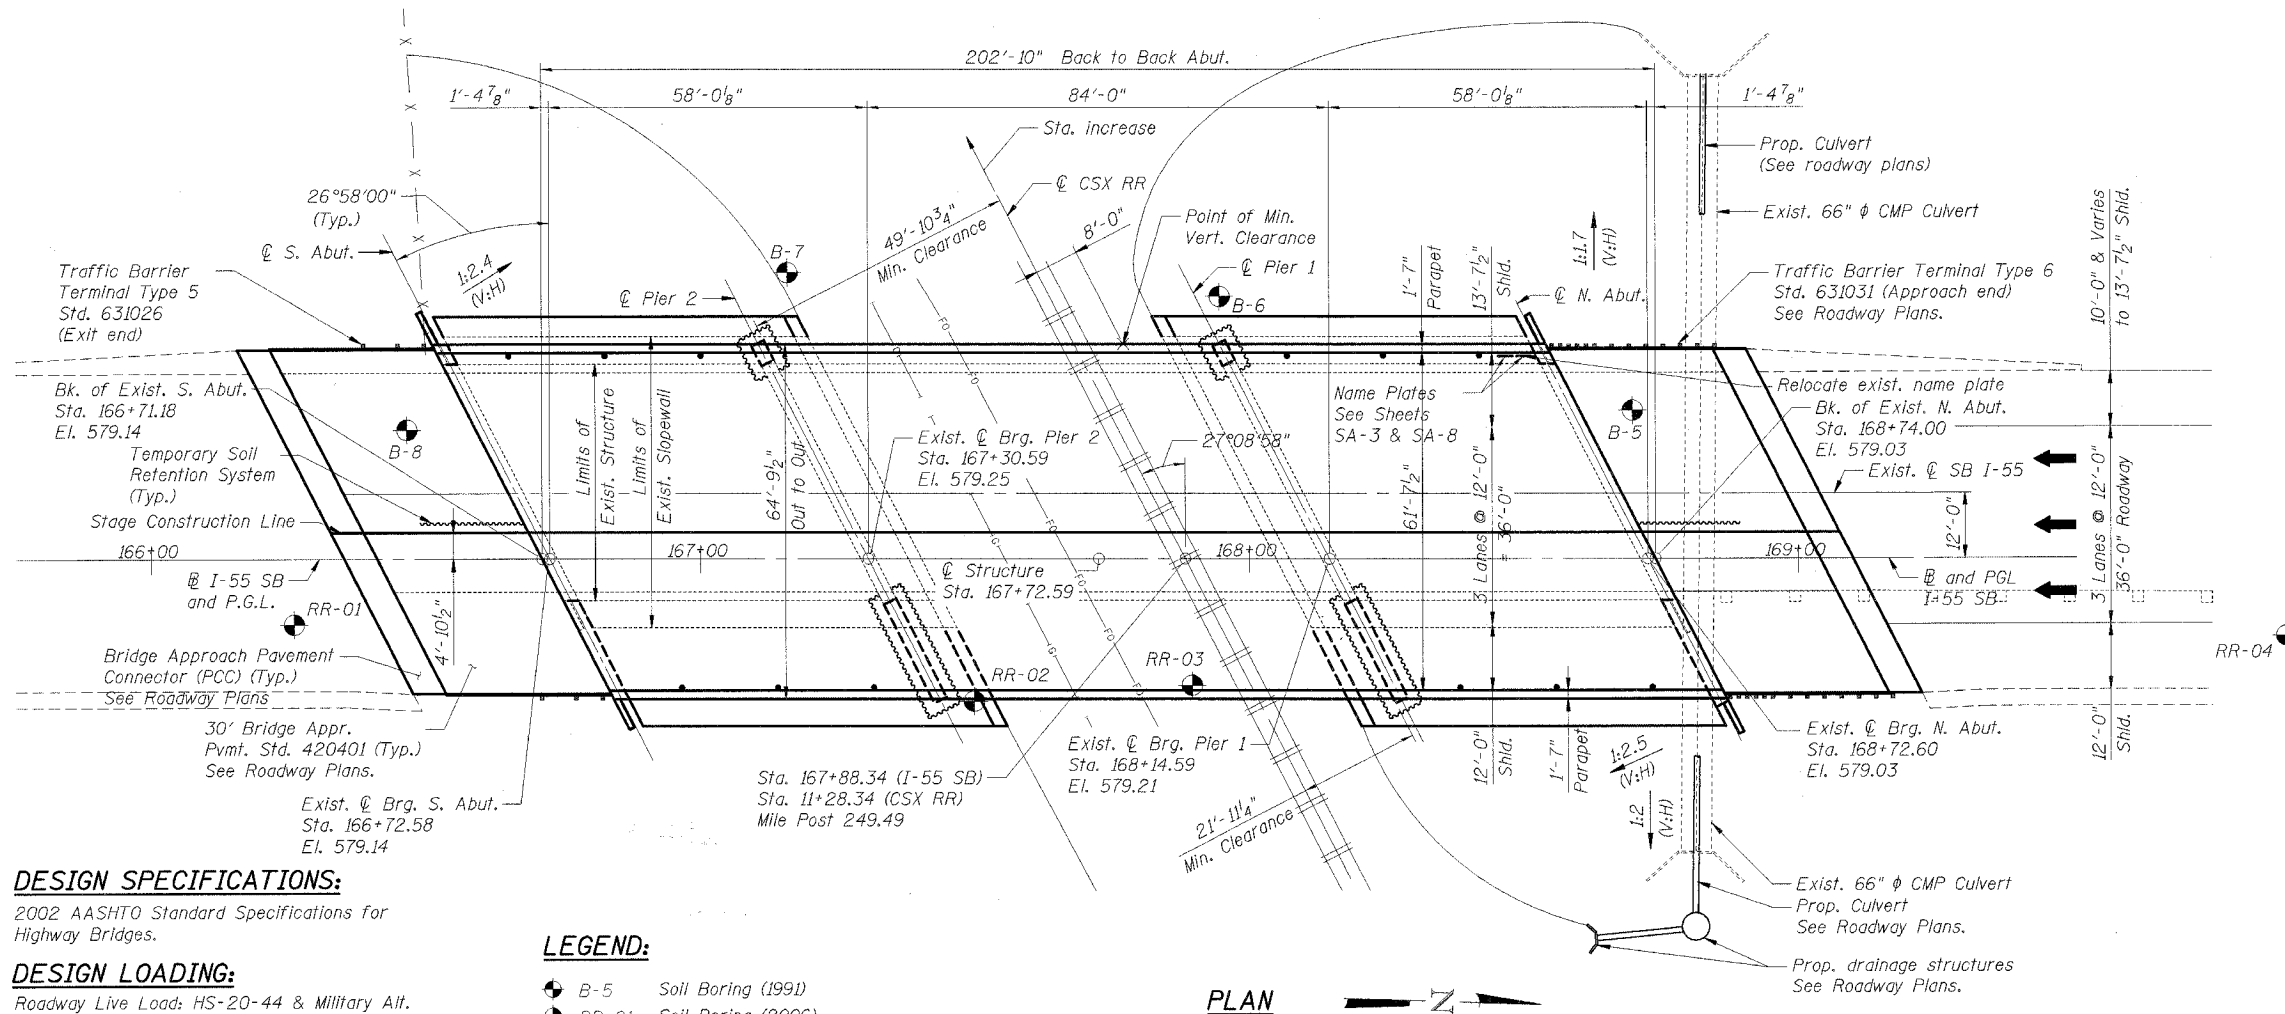 202'-10" Back to Back Abut.
1'-4 7/8"
58'-0 1/8"
84'-0"
58'-0 1/8"
1'-4 7/8"
Sta. increase
℄ CSX RR
49'-10 3/4"
Min. Clearance
8'-0"
Point of Min.
Vert. Clearance
26°58'00"
(Typ.)
℄ S. Abut.
1:2.4
(V:H)
B-7
℄ Pier 2
℄ Pier 1
B-6
1'-7"
Parapet
13'-7 1/2"
Shld.
1:1.7
(V:H)
℄ N. Abut.
Prop. Culvert
(See roadway plans)
Exist. 66" ϕ CMP Culvert
10'-0" & Varies
to 13'-7 1/2" Shld.
Traffic Barrier
Terminal Type 5
Std. 631026
(Exit end)
Traffic Barrier Terminal Type 6
Std. 631031 (Approach end)
See Roadway Plans.
Bk. of Exist. S. Abut.
Sta. 166+71.18
El. 579.14
B-8
Temporary Soil
Retention System
(Typ.)
Stage Construction Line
Limits of
Exist. Structure
Limits of
Exist. Slopewall
64'-9 1/2"
Out to Out
Exist. ℄ Brg. Pier 2
Sta. 167+30.59
El. 579.25
27°08'58"
Name Plates
See Sheets
SA-3 & SA-8
61'-7 1/2"
3 Lanes @ 12'-0"
= 36'-0"
B-5
Relocate exist. name plate
Bk. of Exist. N. Abut.
Sta. 168+74.00
El. 579.03
Exist. ℄ SB I-55
12'-0"
3 Lanes @ 12'-0"
36'-0" Roadway
166+00
167+00
168+00
169+00
℄ Structure
Sta. 167+72.59
FO
FO
FO
FO
G
G
G
B I-55 SB
and P.G.L.
B and PGL
I-55 SB
RR-01
4'-10 1/2"
RR-02
RR-03
RR-04
Bridge Approach Pavement
Connector (PCC) (Typ.)
See Roadway Plans
30' Bridge Appr.
Pvmt. Std. 420401 (Typ.)
See Roadway Plans.
Exist. ℄ Brg. S. Abut.
Sta. 166+72.58
El. 579.14
Sta. 167+88.34 (I-55 SB)
Sta. 11+28.34 (CSX RR)
Mile Post 249.49
Exist. ℄ Brg. Pier 1
Sta. 168+14.59
El. 579.21
21'-11 1/4"
Min. Clearance
12'-0"
Shld.
1'-7"
Parapet
1:2.5
(V:H)
1:2
(V:H)
Exist. ℄ Brg. N. Abut.
Sta. 168+72.60
El. 579.03
12'-0"
Shld.
Exist. 66" ϕ CMP Culvert
Prop. Culvert
See Roadway Plans.
Prop. drainage structures
See Roadway Plans.
DESIGN SPECIFICATIONS:
2002 AASHTO Standard Specifications for
Highway Bridges.
DESIGN LOADING:
Roadway Live Load: HS-20-44 & Military Alt.
LEGEND:
B-5 Soil Boring (1991)
RR-01 Soil Boring (2006)
PLAN
N